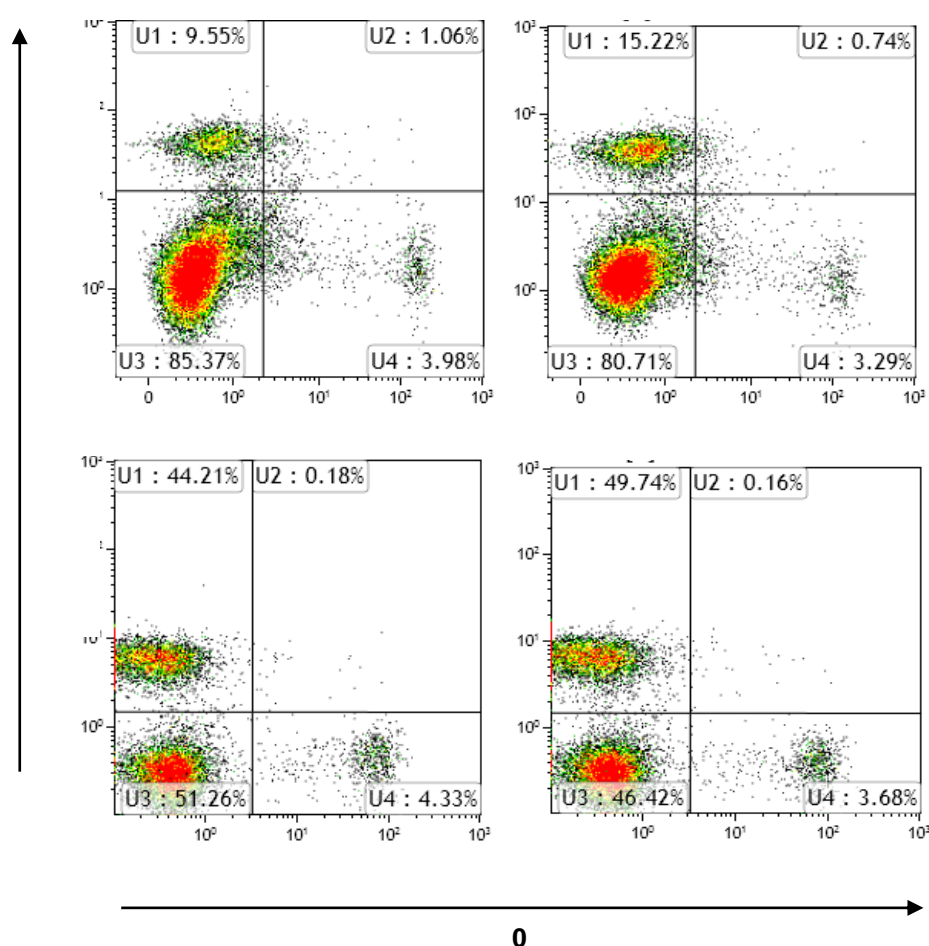 U1 : 9.55% U2 : 1.06%
U3 : 85.37% U4 : 3.98%
10⁰
0 10⁰ 10¹ 10² 10³
10³
U1 : 15.22% U2 : 0.74%
10²
10¹
10⁰
U3 : 80.71% U4 : 3.29%
0 10⁰ 10¹ 10² 10³
10³
U1 : 44.21% U2 : 0.18%
10¹
10⁰
U3 : 51.26% U4 : 4.33%
10⁰ 10¹ 10² 10³
10³
U1 : 49.74% U2 : 0.16%
10²
10¹
10⁰
U3 : 46.42% U4 : 3.68%
10⁰ 10¹ 10² 10³
0